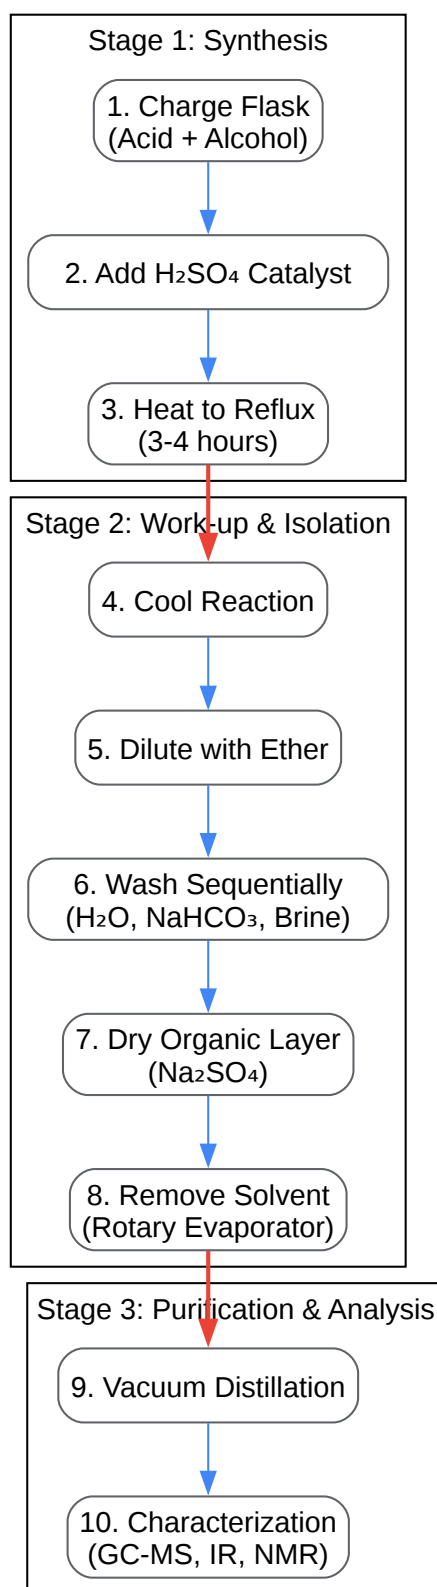 Stage 1: Synthesis
1. Charge Flask
(Acid + Alcohol)
2. Add H₂SO₄ Catalyst
3. Heat to Reflux
(3-4 hours)
Stage 2: Work-up & Isolation
4. Cool Reaction
5. Dilute with Ether
6. Wash Sequentially
(H₂O, NaHCO₃, Brine)
7. Dry Organic Layer
(Na₂SO₄)
8. Remove Solvent
(Rotary Evaporator)
Stage 3: Purification & Analysis
9. Vacuum Distillation
10. Characterization
(GC-MS, IR, NMR)